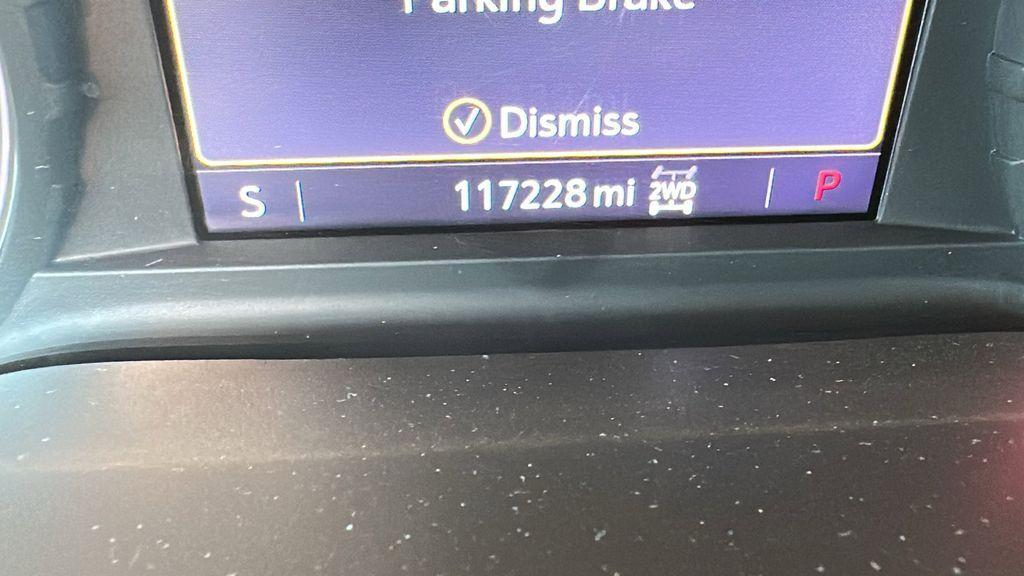 Parking Brake
Dismiss
S 117228 mi 2WD P